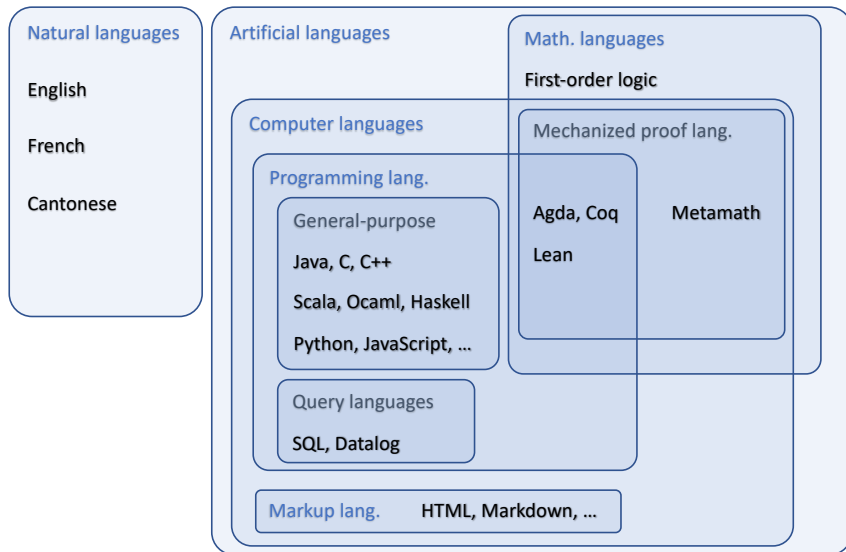 Natural languages
English
French
Cantonese
Artificial languages
Math. languages
First-order logic
Computer languages
Mechanized proof lang.
Programming lang.
General-purpose
Java, C, C++
Scala, Ocaml, Haskell
Python, JavaScript, ...
Agda, Coq
Lean
Metamath
Query languages
SQL, Datalog
Markup lang.
HTML, Markdown, ...